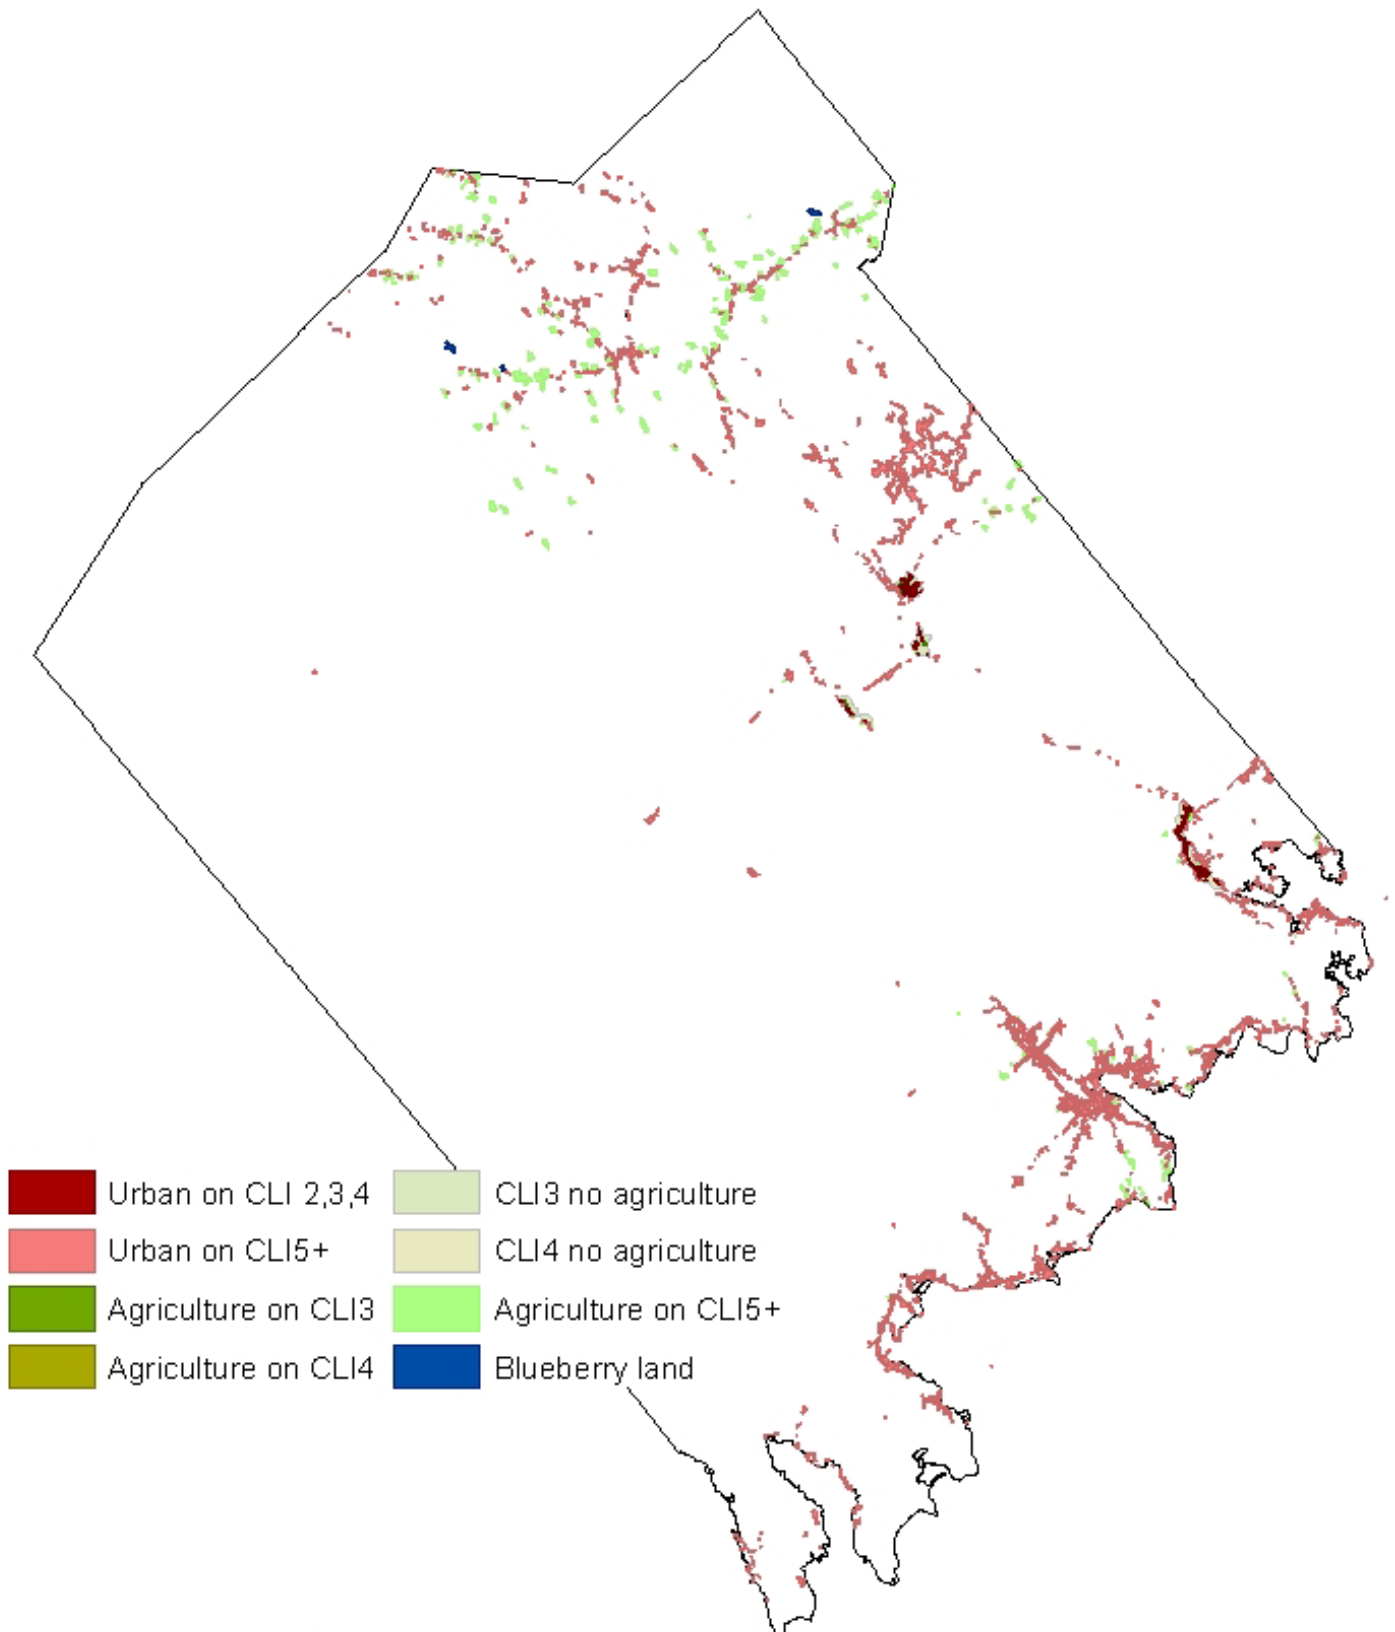 Urban on CLI 2,3,4
Urban on CLI5+
Agriculture on CLI3
Agriculture on CLI4
CLI3 no agriculture
CLI4 no agriculture
Agriculture on CLI5+
Blueberry land